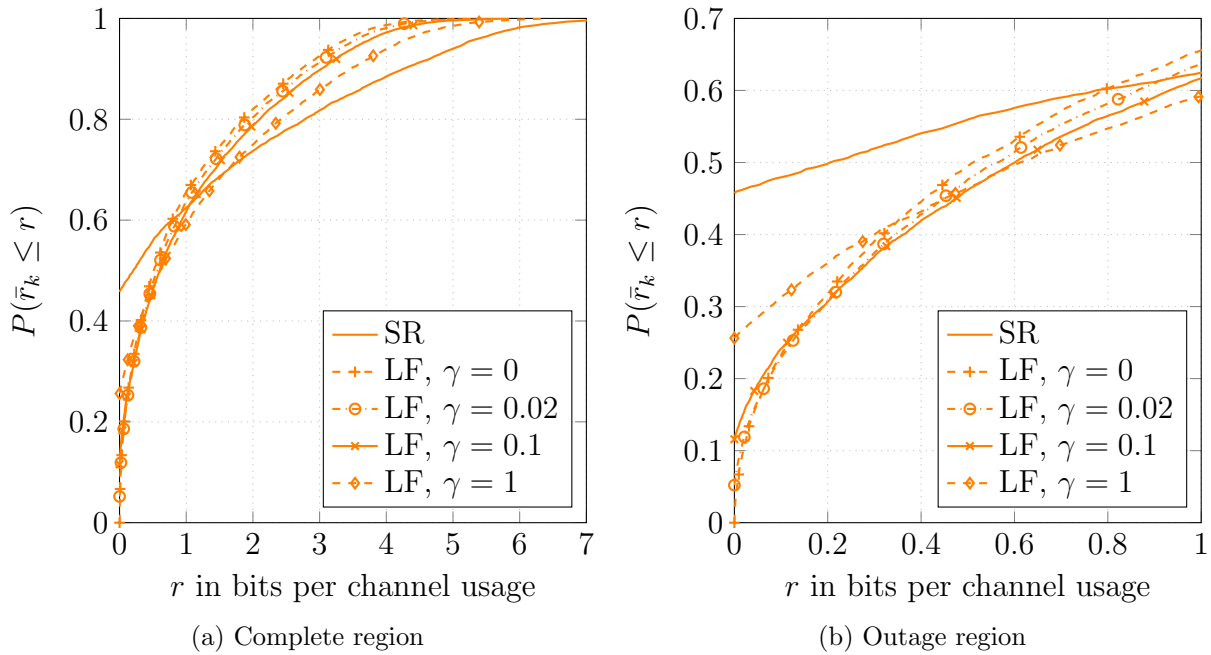 1
0.8
0.6
0.4
0.2
0
P(r̄_k ≤ r)
SR
LF, γ = 0
LF, γ = 0.02
LF, γ = 0.1
LF, γ = 1
0 1 2 3 4 5 6 7
r in bits per channel usage
(a) Complete region
0.7
0.6
0.5
0.4
0.3
0.2
0.1
0
P(r̄_k ≤ r)
SR
LF, γ = 0
LF, γ = 0.02
LF, γ = 0.1
LF, γ = 1
0 0.2 0.4 0.6 0.8 1
r in bits per channel usage
(b) Outage region